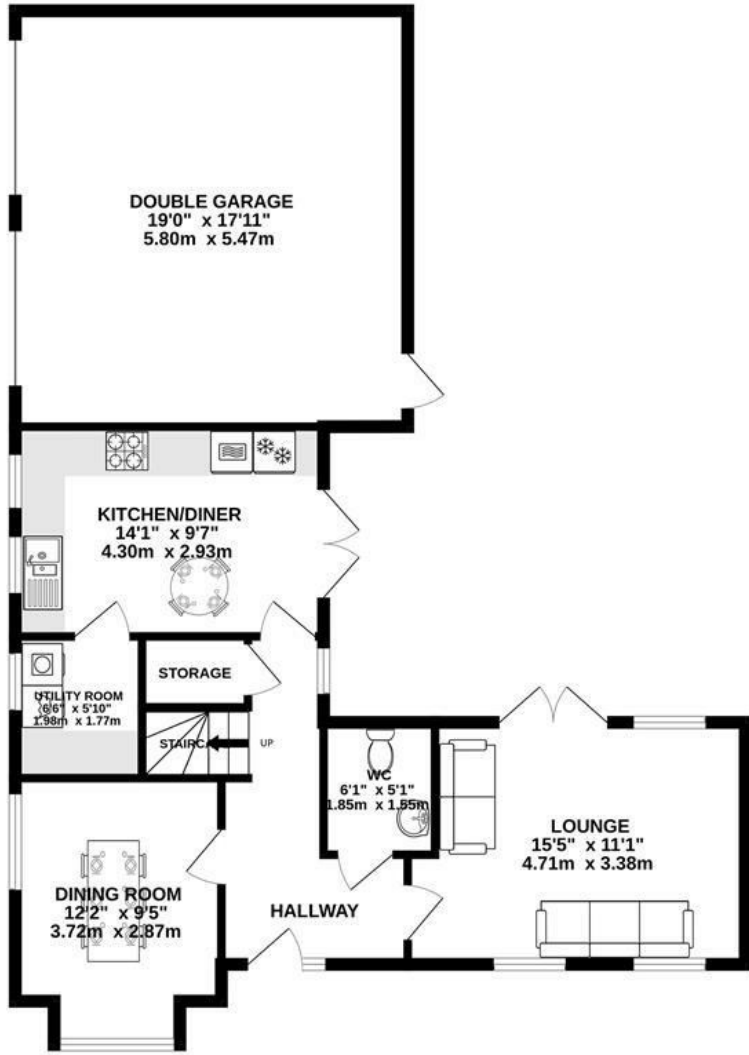 DOUBLE GARAGE
19'0" x 17'11"
5.80m x 5.47m
KITCHEN/DINER
14'1" x 9'7"
4.30m x 2.93m
STORAGE
UTILITY ROOM
6'6" x 5'10"
1.98m x 1.77m
STAIRCA
UP
WC
6'1" x 5'1"
1.85m x 1.55m
LOUNGE
15'5" x 11'1"
4.71m x 3.38m
DINING ROOM
12'2" x 9'5"
3.72m x 2.87m
HALLWAY